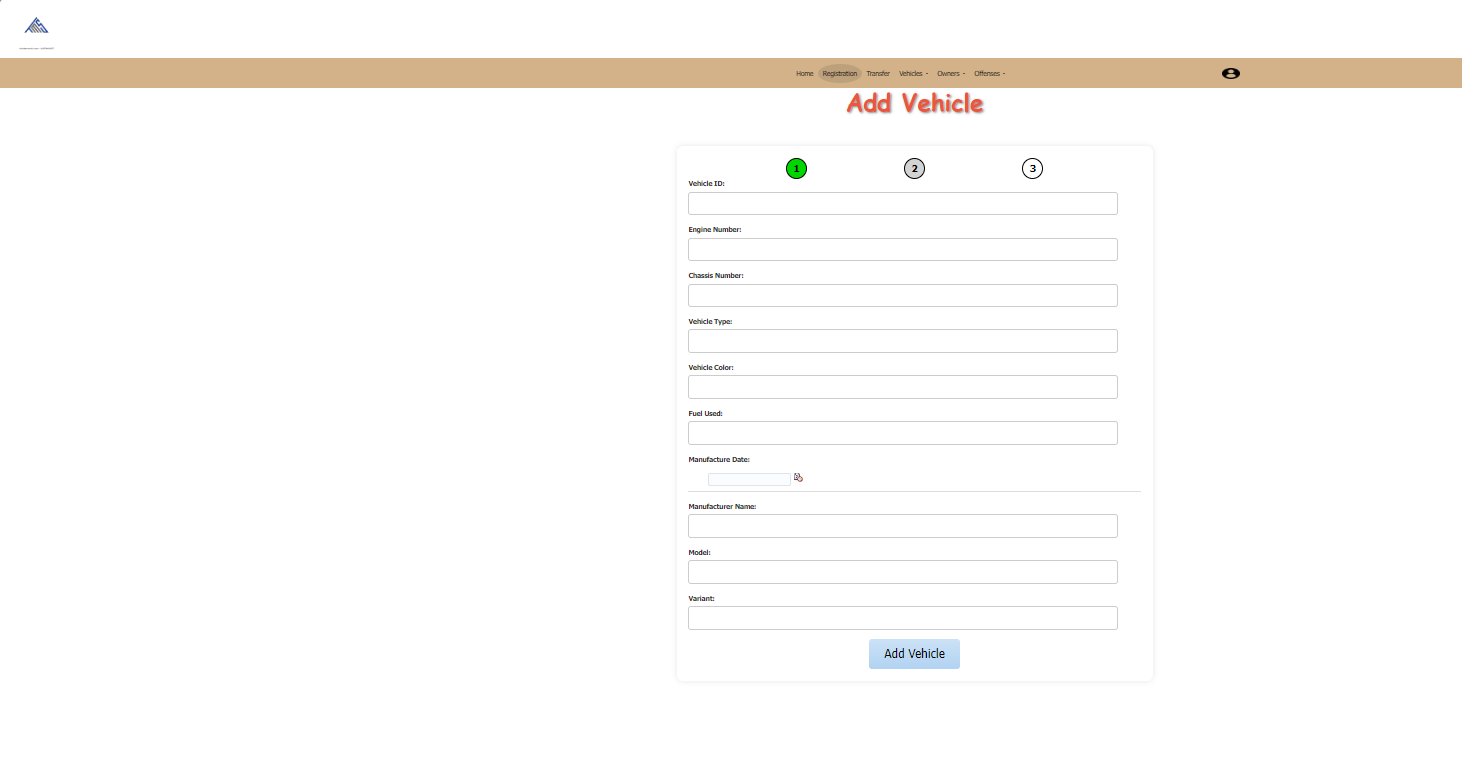 Home Registration Transfer Vehicles Owners Offenses
Add Vehicle
1 2 3
Vehicle ID:
Engine Number:
Chassis Number:
Vehicle Type:
Vehicle Color:
Fuel Used:
Manufacture Date:
Manufacturer Name:
Model:
Variant:
Add Vehicle